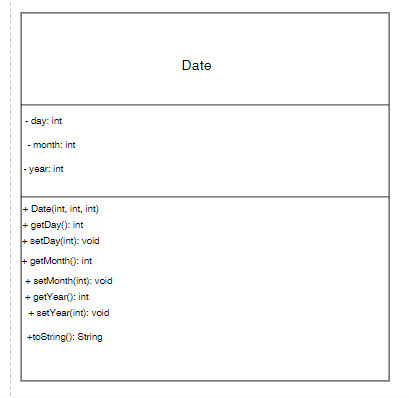 Date
- day: int
- month: int
- year: int
+ Date(int, int, int)
+ getDay(): int
+ setDay(int): void
+ getMonth(): int
+ setMonth(int): void
+ getYear(): int
+ setYear(int): void
+toString(): String